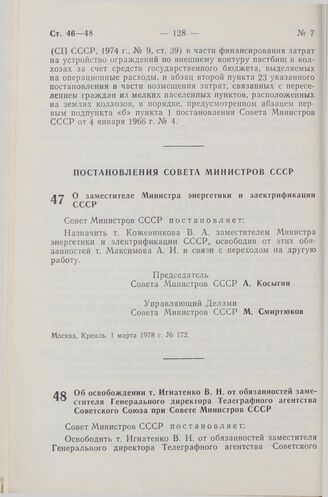 Ст. 46—48 — 128 — № 7
(СП СССР, 1974 г., № 9, ст. 39) в части финансирования затрат
на устройство ограждений по внешнему контуру пастбищ в кол-
хозах за счет средств государственного бюджета, выделяемых
на операционные расходы, и абзац второй пункта 23 указанного
постановления в части возмещения затрат, связанных с пересе-
лением граждан из мелких населенных пунктов, расположенных
на землях колхозов, в порядке, предусмотренном абзацем пер-
вым подпункта «б» пункта 1 постановления Совета Министров
СССР от 4 января 1966 г. № 4.
ПОСТАНОВЛЕНИЯ СОВЕТА МИНИСТРОВ СССР
47 О заместителе Министра энергетики и электрификации
СССР
Совет Министров СССР постановляет:
Назначить т. Кожевникова В. А. заместителем Министра
энергетики и электрификации СССР, освободив от этих обя-
занностей т. Максимова А. И. в связи с переходом на другую
работу.
Председатель
Совета Министров СССР А. Косыгин
Управляющий Делами
Совета Министров СССР М. Смиртюков
Москва, Кремль. 1 марта 1978 г. № 172.
48 Об освобождении т. Игнатенко В. Н. от обязанностей заме-
стителя Генерального директора Телеграфного агентства
Советского Союза при Совете Министров СССР
Совет Министров СССР постановляет:
Освободить т. Игнатенко В. Н. от обязанностей заместителя
Генерального директора Телеграфного агентства Советского